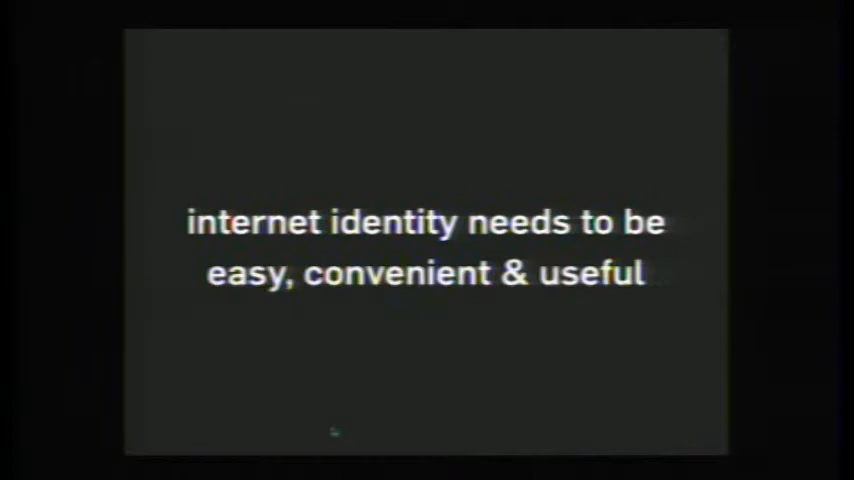 internet identity needs to be
easy, convenient & useful